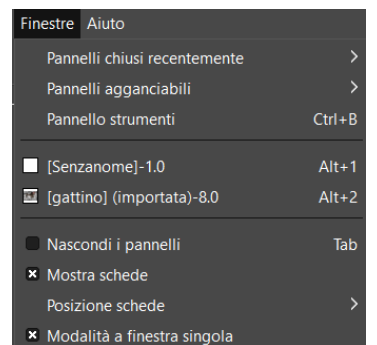 Finestre Aiuto
Pannelli chiusi recentemente >
Pannelli agganciabili >
Pannello strumenti Ctrl+B
[Senzanome]-1.0 Alt+1
[gattino] (importata)-8.0 Alt+2
Nascondi i pannelli Tab
Mostra schede
Posizione schede >
Modalità a finestra singola